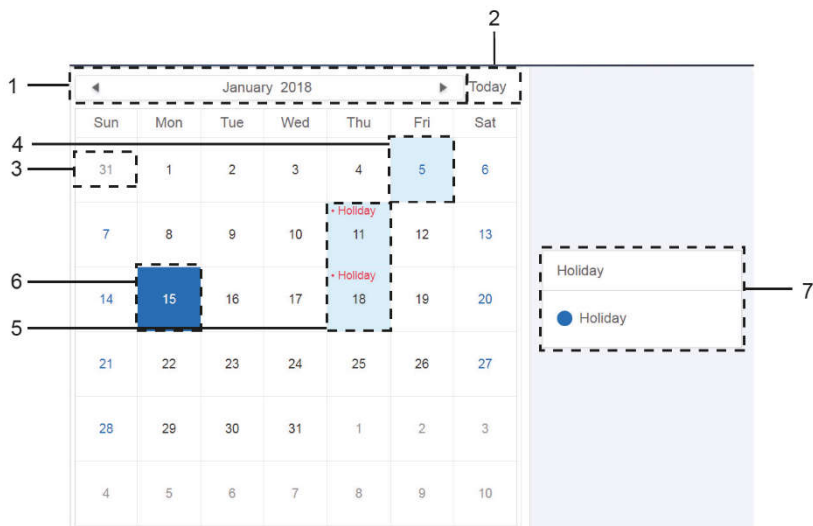 2
1
January 2018
Today
Sun Mon Tue Wed Thu Fri Sat
4
3
31 1 2 3 4 5 6
• Holiday
7 8 9 10 11 12 13
Holiday
6
• Holiday
14 15 16 17 18 19 20
7
Holiday
5
21 22 23 24 25 26 27
28 29 30 31 1 2 3
4 5 6 7 8 9 10